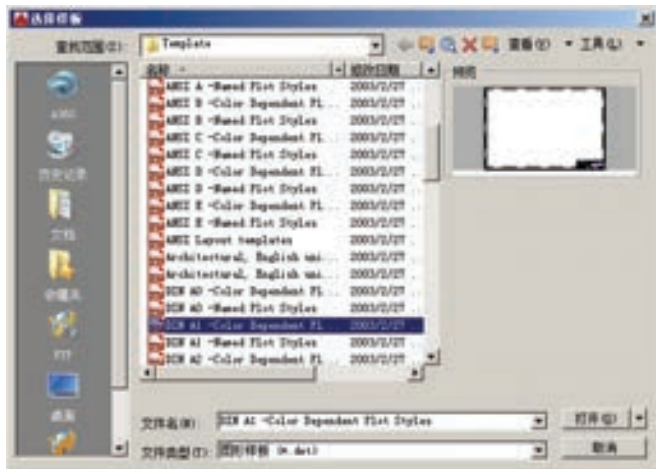 选择样板
查找范围(I): Template 查看(V) 工具(L)
名称 修改日期 预览
ANSI A -Named Plot Styles 2003/2/27 ...
ANSI B -Color Dependent Pl... 2003/2/27 ...
ANSI B -Named Plot Styles 2003/2/27 ...
ANSI C -Color Dependent Pl... 2003/2/27 ...
ANSI C -Named Plot Styles 2003/2/27 ...
ANSI D -Color Dependent Pl... 2003/2/27 ...
ANSI D -Named Plot Styles 2003/2/27 ...
ANSI E -Color Dependent Pl... 2003/2/27 ...
ANSI E -Named Plot Styles 2003/2/27 ...
ANSI Layout templates 2003/2/27 ...
Architectural, English uni... 2003/2/27 ...
Architectural, English uni... 2003/2/27 ...
DIN A0 -Color Dependent Pl... 2003/2/27 ...
DIN A0 -Named Plot Styles 2003/2/27 ...
DIN A1 -Color Dependent Pl... 2003/2/27 ...
DIN A1 -Named Plot Styles 2003/2/27 ...
DIN A2 -Color Dependent Pl... 2003/2/27 ...
历史记录
文档
收藏夹
FTP
桌面
文件名(N): DIN A1 -Color Dependent Plot Styles 打开(O)
文件类型(T): 图形样板 (*.dwt) 取消